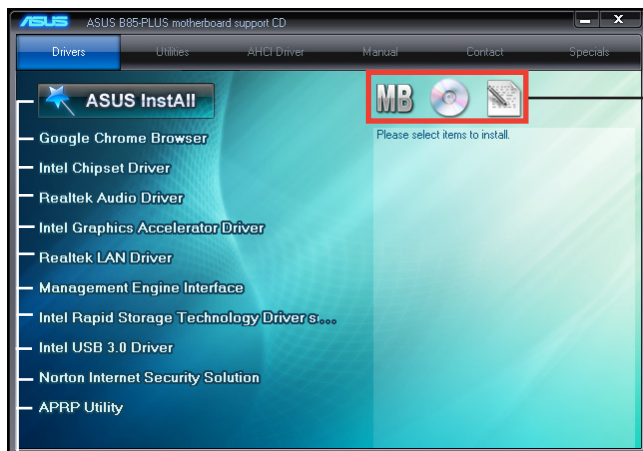 ASUS ASUS B85-PLUS motherboard support CD
Drivers Utilities AHCI Driver Manual Contact Specials
ASUS InstAll
MB
Please select items to install.
Google Chrome Browser
Intel Chipset Driver
Realtek Audio Driver
Intel Graphics Accelerator Driver
Realtek LAN Driver
Management Engine Interface
Intel Rapid Storage Technology Driver s....
Intel USB 3.0 Driver
Norton Internet Security Solution
APRP Utility